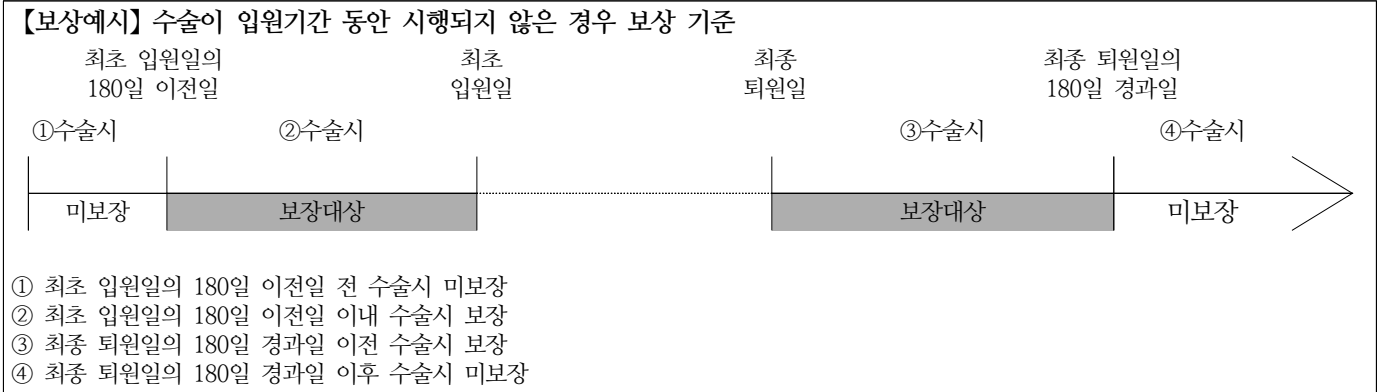 【보상예시】 수술이 입원기간 동안 시행되지 않은 경우 보상 기준
최초 입원일의 최초 최종 최종 퇴원일의
180일 이전일 입원일 퇴원일 180일 경과일
①수술시 ②수술시 ③수술시 ④수술시
미보장 보장대상 보장대상 미보장
① 최초 입원일의 180일 이전일 전 수술시 미보장
② 최초 입원일의 180일 이전일 이내 수술시 보장
③ 최종 퇴원일의 180일 경과일 이전 수술시 보장
④ 최종 퇴원일의 180일 경과일 이후 수술시 미보장